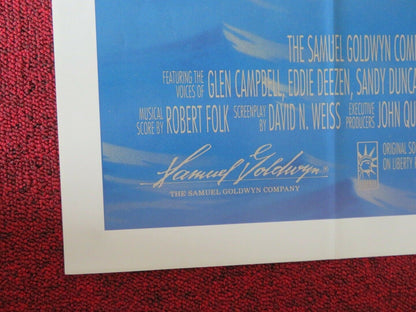 THE SAMUEL GOLDWYN COMP
FEATURING THE VOICES OF GLEN CAMPBELL, EDDIE DEEZEN, SANDY DUNCA
MUSICAL SCORE BY ROBERT FOLK SCREENPLAY BY DAVID N. WEISS EXECUTIVE PRODUCERS JOHN QU
Samuel Goldwyn
THE SAMUEL GOLDWYN COMPANY
ORIGINAL SO
ON LIBERTY